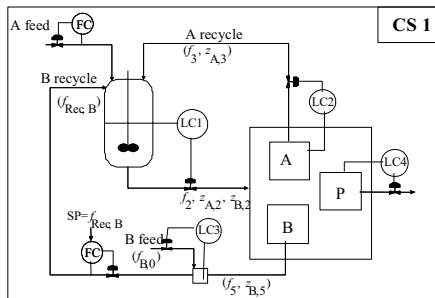 CS 1
A feed
FC
A recycle
(f3, zA,3)
B recycle
(fRec, B)
LC1
LC2
LC4
A
P
B
f2, zA,2, zB,2
SP=fRec, B
FC
B feed
(fB,0)
LC3
(f5, zB,5)